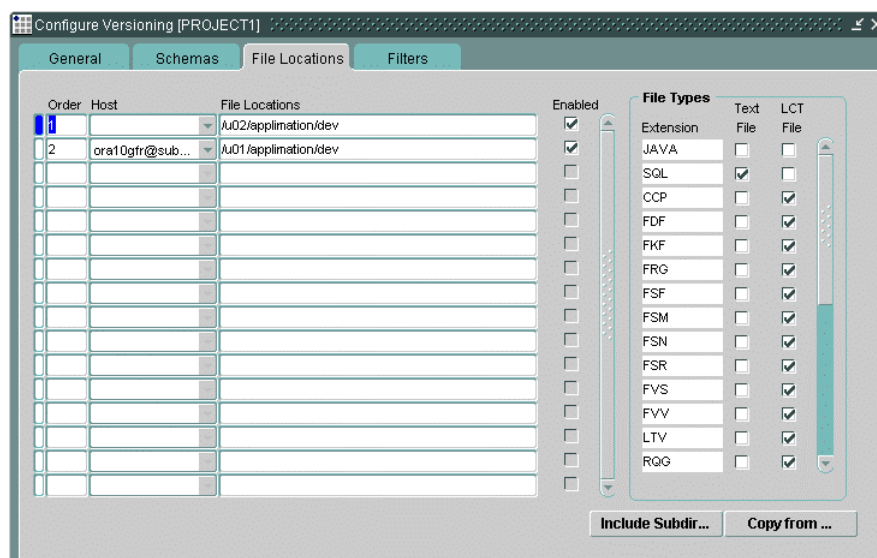 Configure Versioning [PROJECT1]
General Schemas File Locations Filters
Order Host File Locations Enabled
1 /u02/applimation/dev
2 ora10gfr@sub... /u01/applimation/dev
File Types
Extension Text File LCT File
JAVA
SQL
CCP
FDF
FKF
FRG
FSF
FSM
FSN
FSR
FVS
FVV
LTV
RQG
Include Subdir... Copy from ...